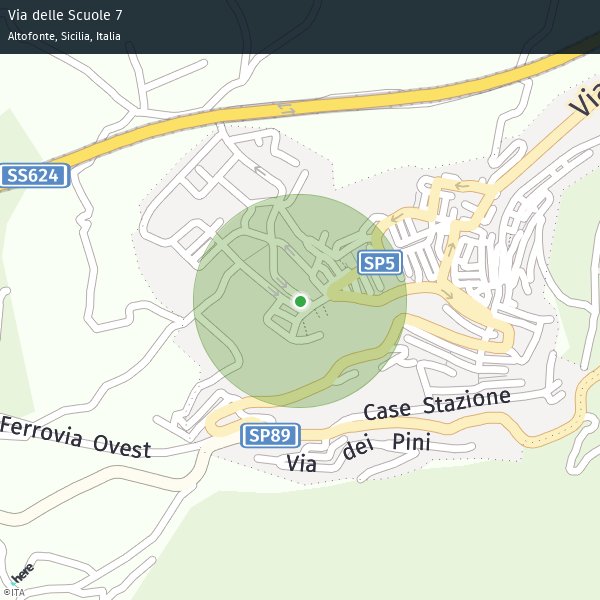 Via delle Scuole 7
Altofonte, Sicilia, Italia
Via
SS624
SP5
Case Stazione
Ferrovia Ovest
SP89
Via dei Pini
here
©ITA